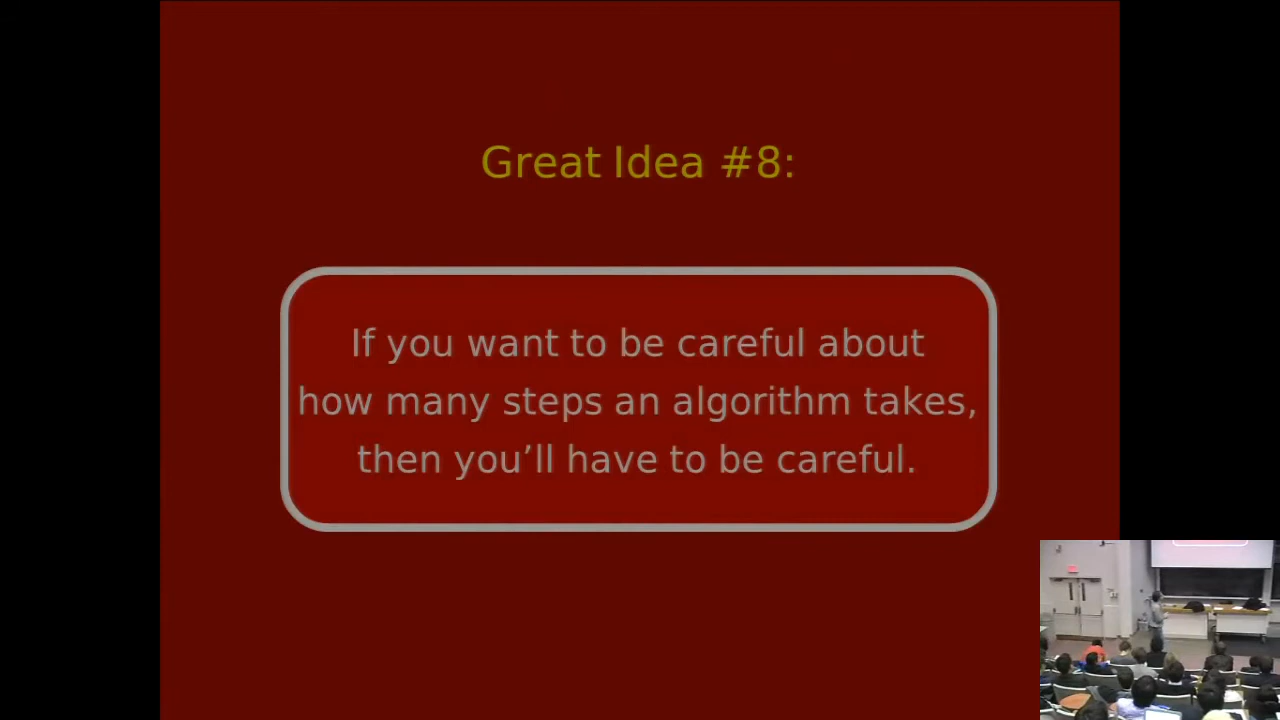 Great Idea #8:
If you want to be careful about
how many steps an algorithm takes,
then you’ll have to be careful.